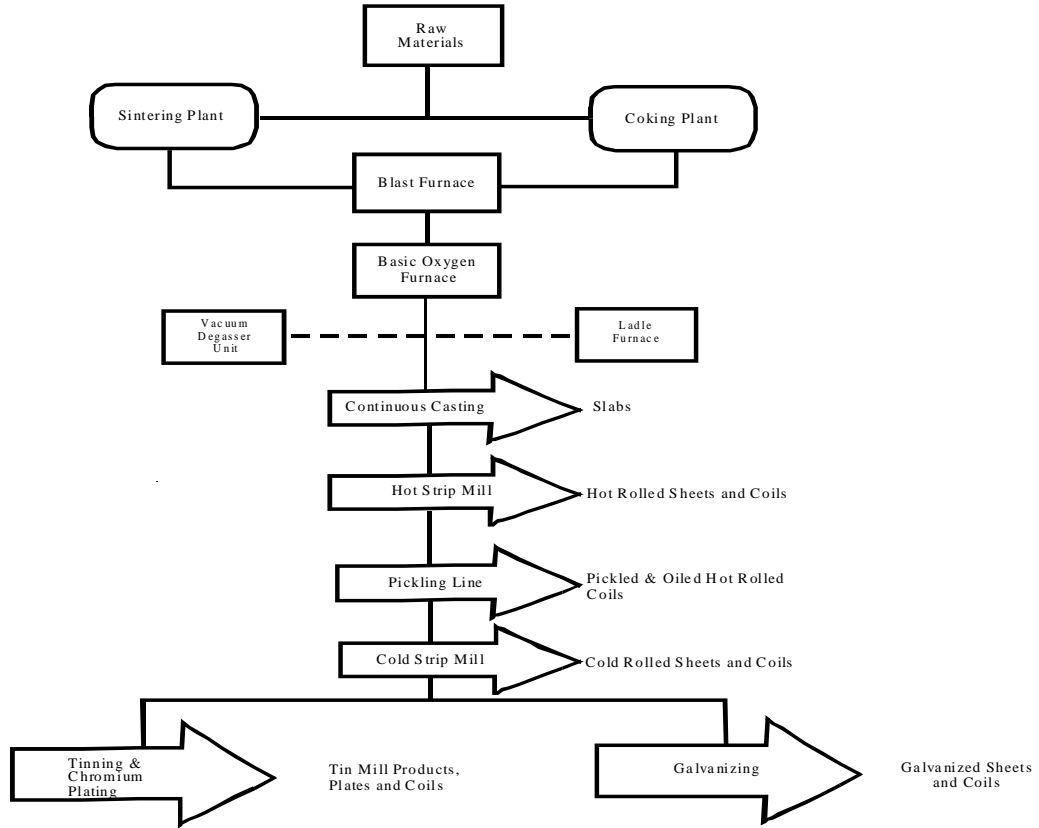 Raw
Materials
Sintering Plant
Coking Plant
Blast Furnace
Basic Oxygen
Furnace
Vacuum
Degasser
Unit
Ladle
Furnace
Continuous Casting
Slabs
Hot Strip Mill
Hot Rolled Sheets and Coils
Pickling Line
Pickled & Oiled Hot Rolled
Coils
Cold Strip Mill
Cold Rolled Sheets and Coils
Tinning &
Chromium
Plating
Tin Mill Products,
Plates and Coils
Galvanizing
Galvanized Sheets
and Coils